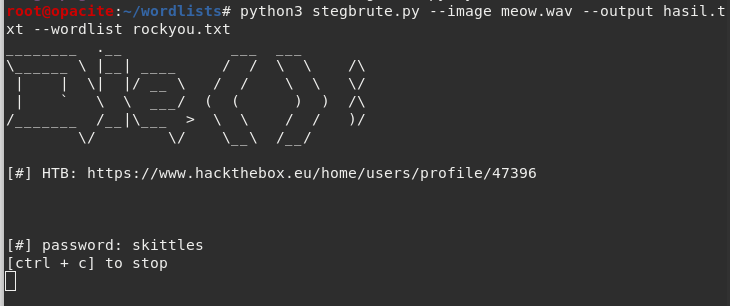 root@opacite:~/wordlists# python3 stegbrute.py --image meow.wav --output hasil.t
xt --wordlist rockyou.txt
________  .__            ___  ___
\______ \ |__| ____     /  /  \  \    /\
 |    |  \|  |/ __ \   /  /    \  \   \/
 |    `   \  \  ___/  (  (      )  )  /\
/_______  /__|\___  >  \  \    /  /   )/
        \/        \/    \__\  /__/
[#] HTB: https://www.hackthebox.eu/home/users/profile/47396
[#] password: skittles
[ctrl + c] to stop